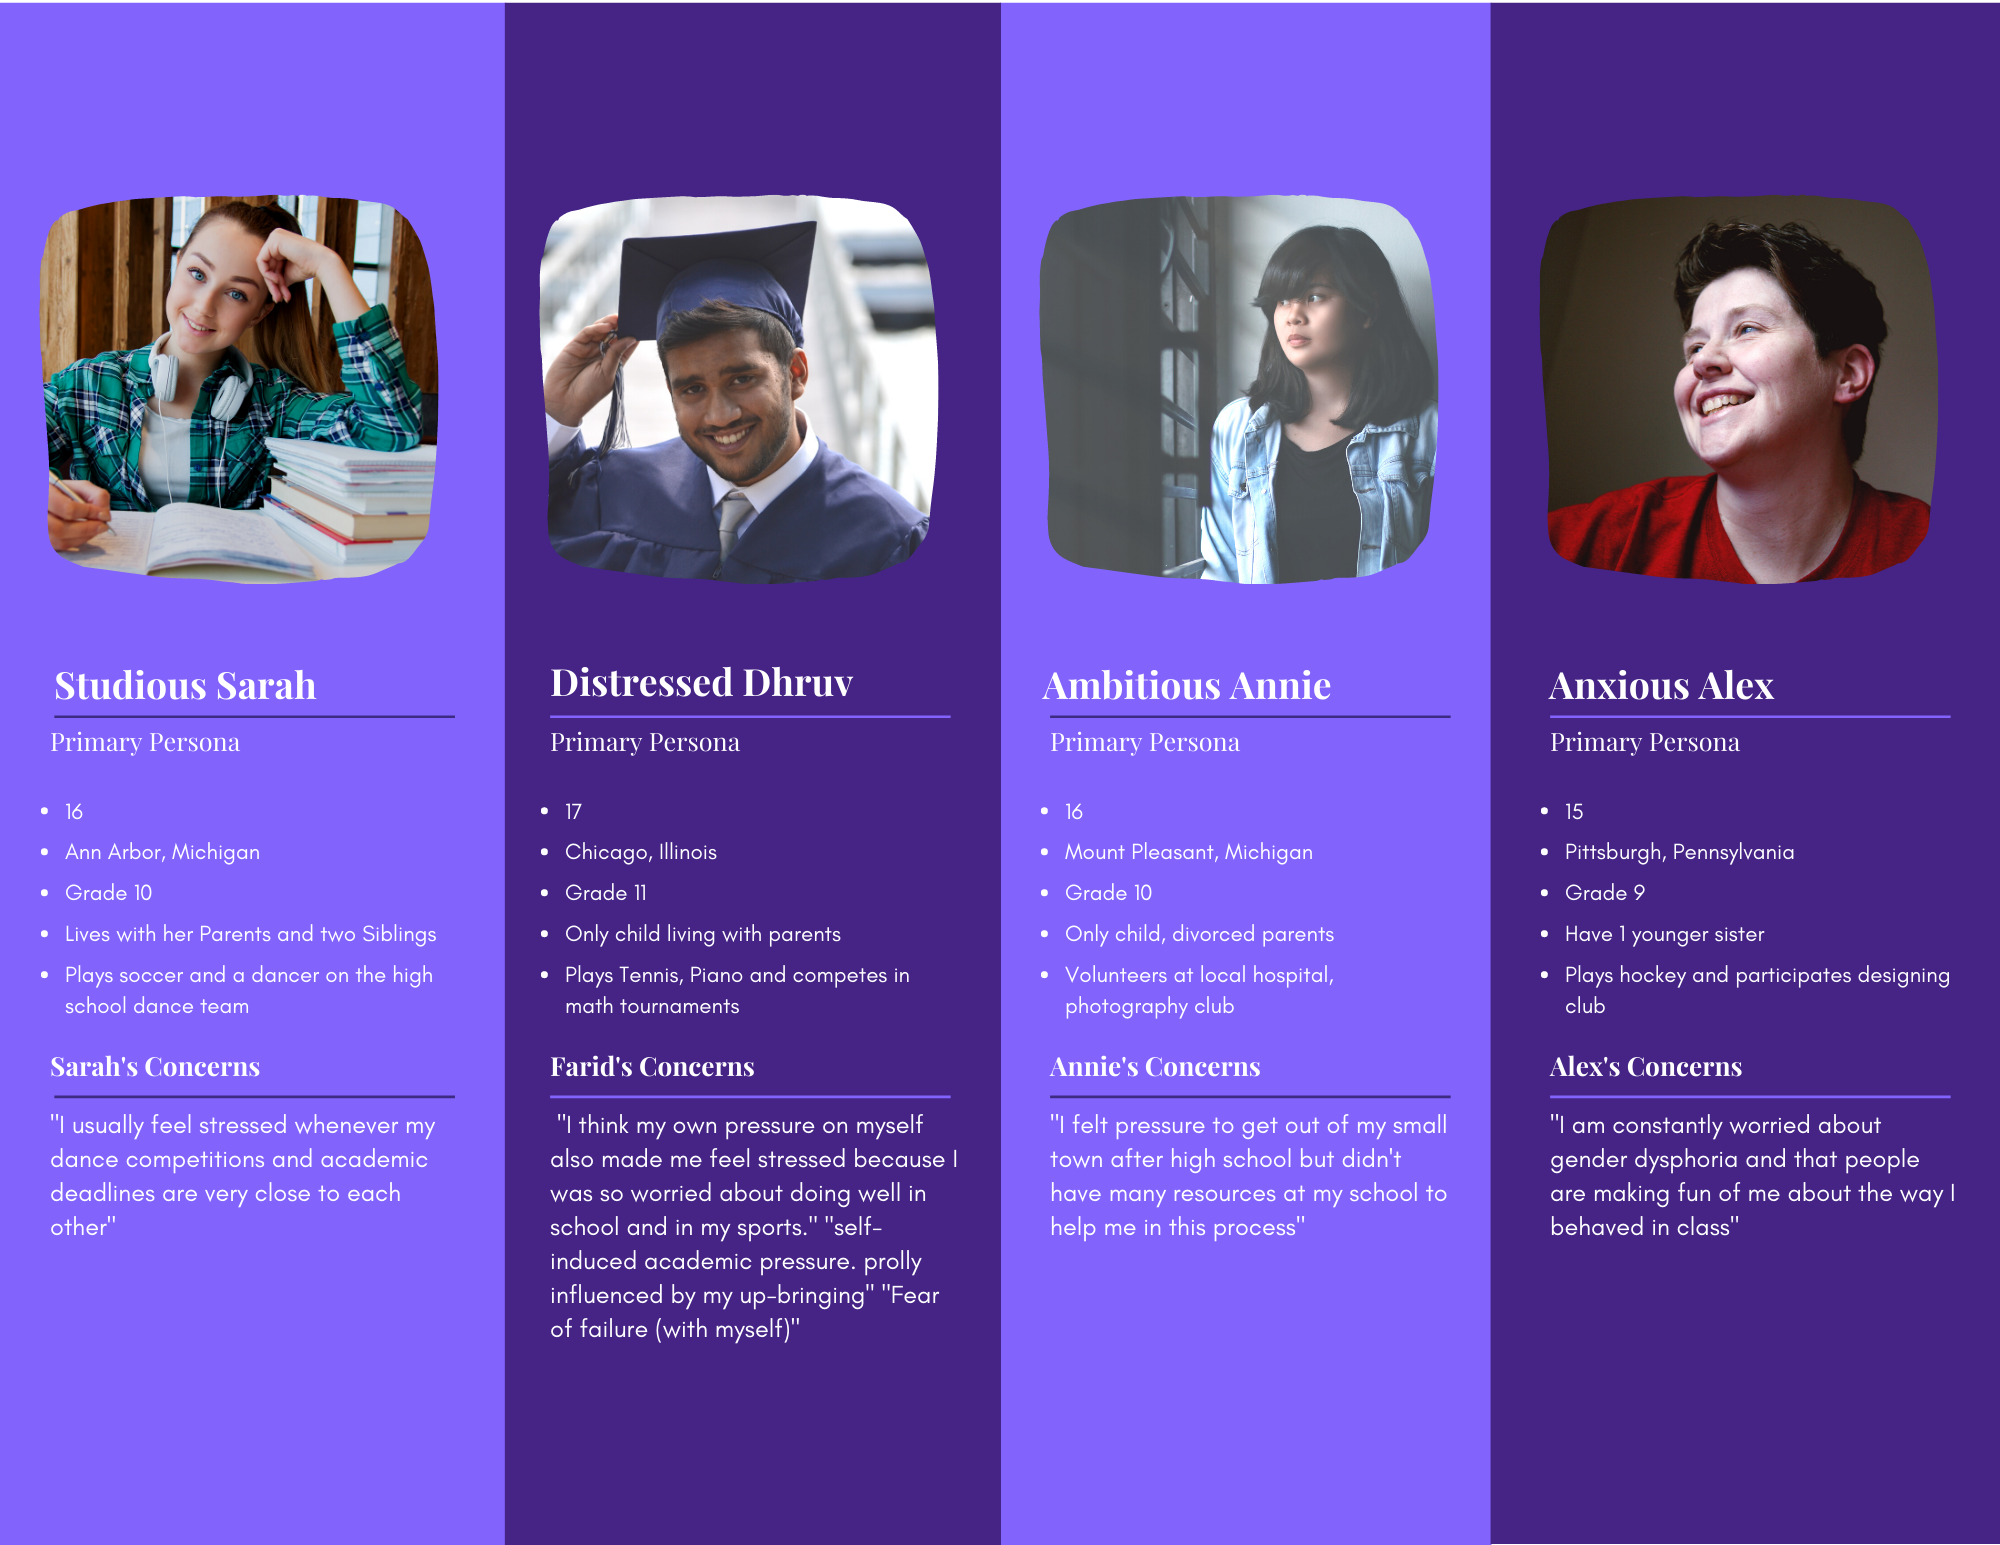 Studious Sarah
Primary Persona
• 16
• Ann Arbor, Michigan
• Grade 10
• Lives with her Parents and two Siblings
• Plays soccer and a dancer on the high
school dance team
Sarah's Concerns
"I usually feel stressed whenever my
dance competitions and academic
deadlines are very close to each
other"
Distressed Dhruv
Primary Persona
• 17
• Chicago, Illinois
• Grade 11
• Only child living with parents
• Plays Tennis, Piano and competes in
math tournaments
Farid's Concerns
"I think my own pressure on myself
also made me feel stressed because I
was so worried about doing well in
school and in my sports." "self-
induced academic pressure. prolly
influenced by my up-bringing" "Fear
of failure (with myself)"
Ambitious Annie
Primary Persona
• 16
• Mount Pleasant, Michigan
• Grade 10
• Only child, divorced parents
• Volunteers at local hospital,
photography club
Annie's Concerns
"I felt pressure to get out of my small
town after high school but didn't
have many resources at my school to
help me in this process"
Anxious Alex
Primary Persona
• 15
• Pittsburgh, Pennsylvania
• Grade 9
• Have 1 younger sister
• Plays hockey and participates designing
club
Alex's Concerns
"I am constantly worried about
gender dysphoria and that people
are making fun of me about the way I
behaved in class"